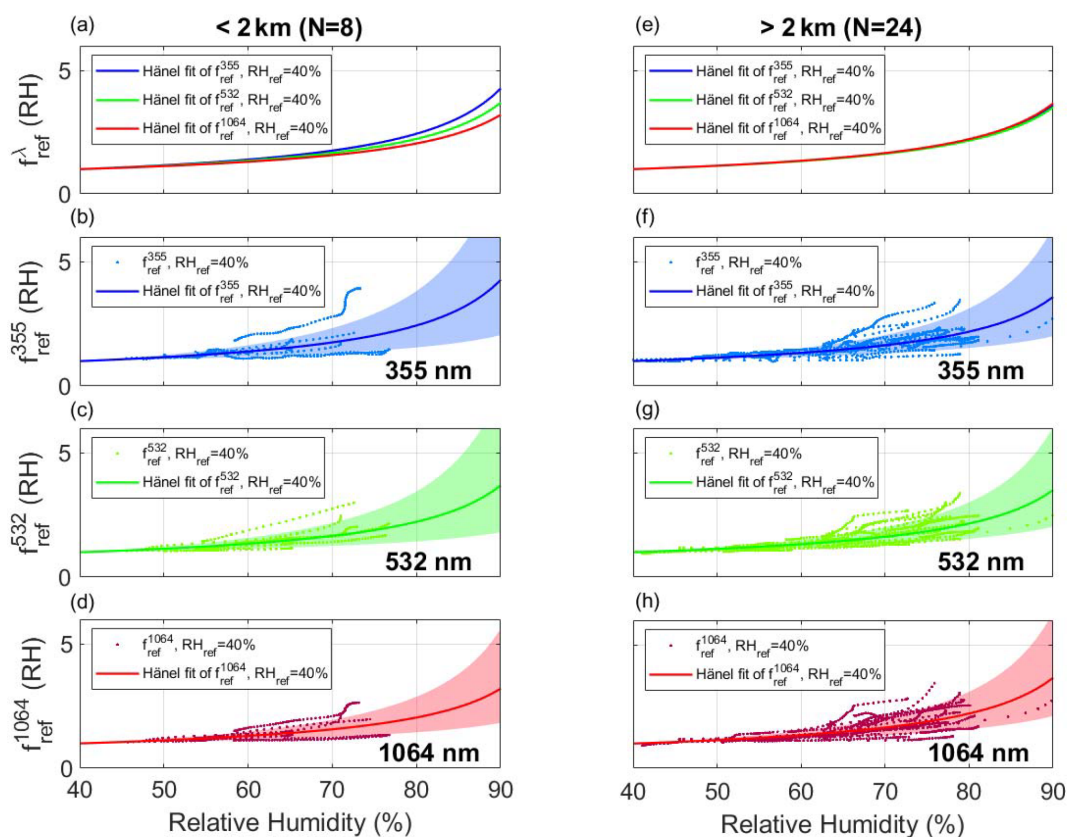 (a)
< 2 km (N=8)
Hänel fit of f_ref^355, RH_ref=40%
Hänel fit of f_ref^532, RH_ref=40%
Hänel fit of f_ref^1064, RH_ref=40%
f_ref^λ (RH)
5
0
(b)
f_ref^355, RH_ref=40%
Hänel fit of f_ref^355, RH_ref=40%
f_ref^355 (RH)
5
0
355 nm
(c)
f_ref^532, RH_ref=40%
Hänel fit of f_ref^532, RH_ref=40%
f_ref^532 (RH)
5
0
532 nm
(d)
f_ref^1064, RH_ref=40%
Hänel fit of f_ref^1064, RH_ref=40%
f_ref^1064 (RH)
5
0
1064 nm
40 50 60 70 80 90
Relative Humidity (%)
(e)
> 2 km (N=24)
Hänel fit of f_ref^355, RH_ref=40%
Hänel fit of f_ref^532, RH_ref=40%
Hänel fit of f_ref^1064, RH_ref=40%
(f)
f_ref^355, RH_ref=40%
Hänel fit of f_ref^355, RH_ref=40%
355 nm
(g)
f_ref^532, RH_ref=40%
Hänel fit of f_ref^532, RH_ref=40%
532 nm
(h)
f_ref^1064, RH_ref=40%
Hänel fit of f_ref^1064, RH_ref=40%
1064 nm
40 50 60 70 80 90
Relative Humidity (%)